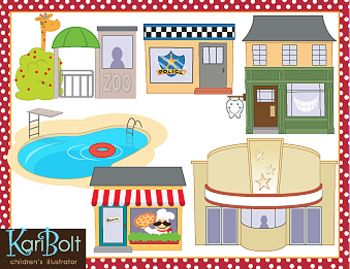 ZOO
POLICE
KariBolt
children's illustrator